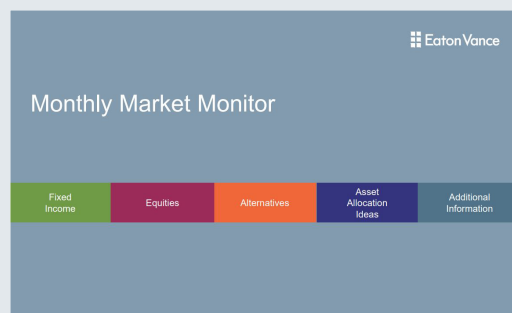 Eaton Vance
Monthly Market Monitor
Fixed
Income
Equities
Alternatives
Asset
Allocation
Ideas
Additional
Information